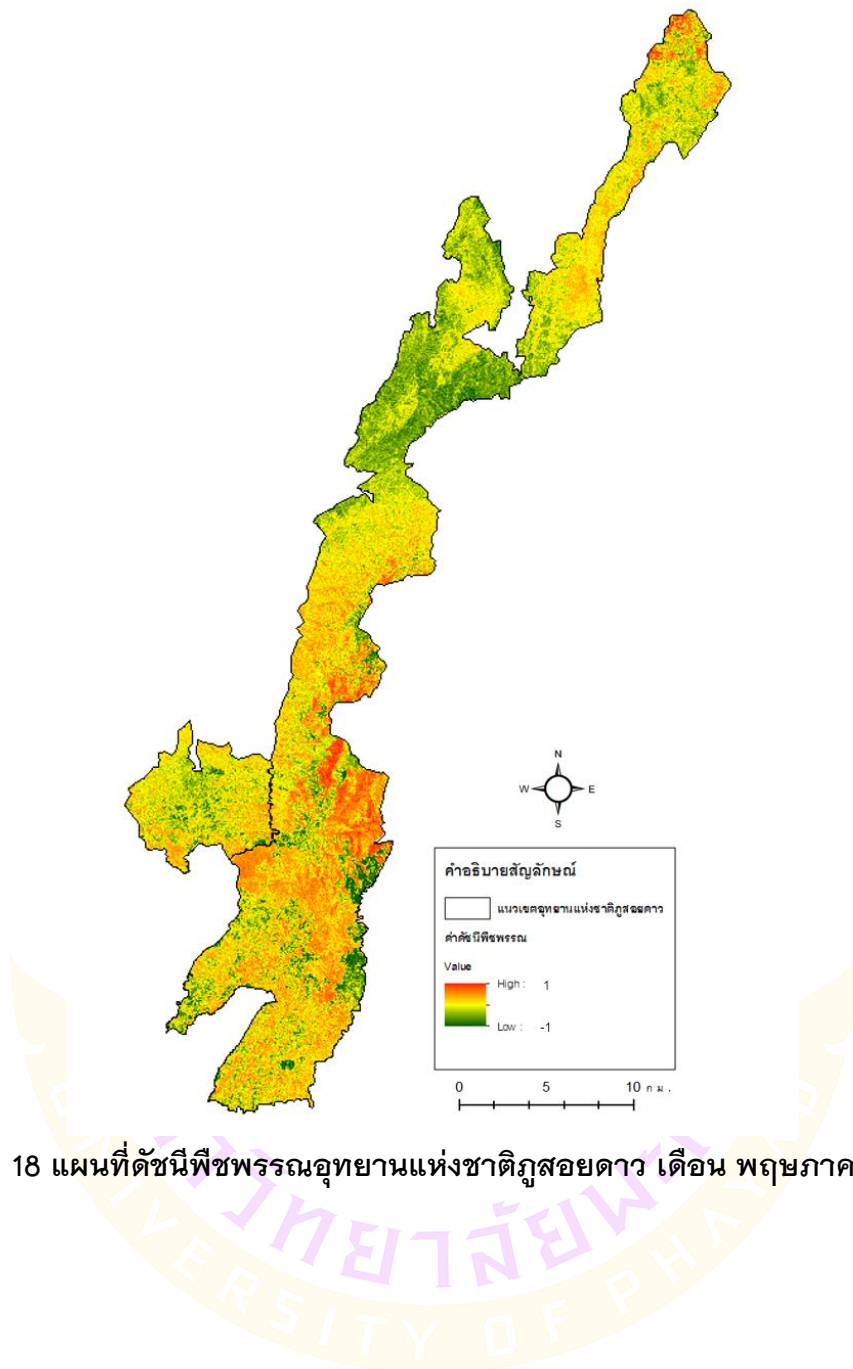 N
W E
S
คำอธิบายสัญลักษณ์
แนวเขตอุทยานแห่งชาติภูสอยดาว
ค่าดัชนีพืชพรรณ
Value
High : 1
Low : -1
0 5 10 กม.
18 แผนที่ดัชนีพืชพรรณอุทยานแห่งชาติภูสอยดาว เดือน พฤษภาค
UNIVERSITY OF PHAY